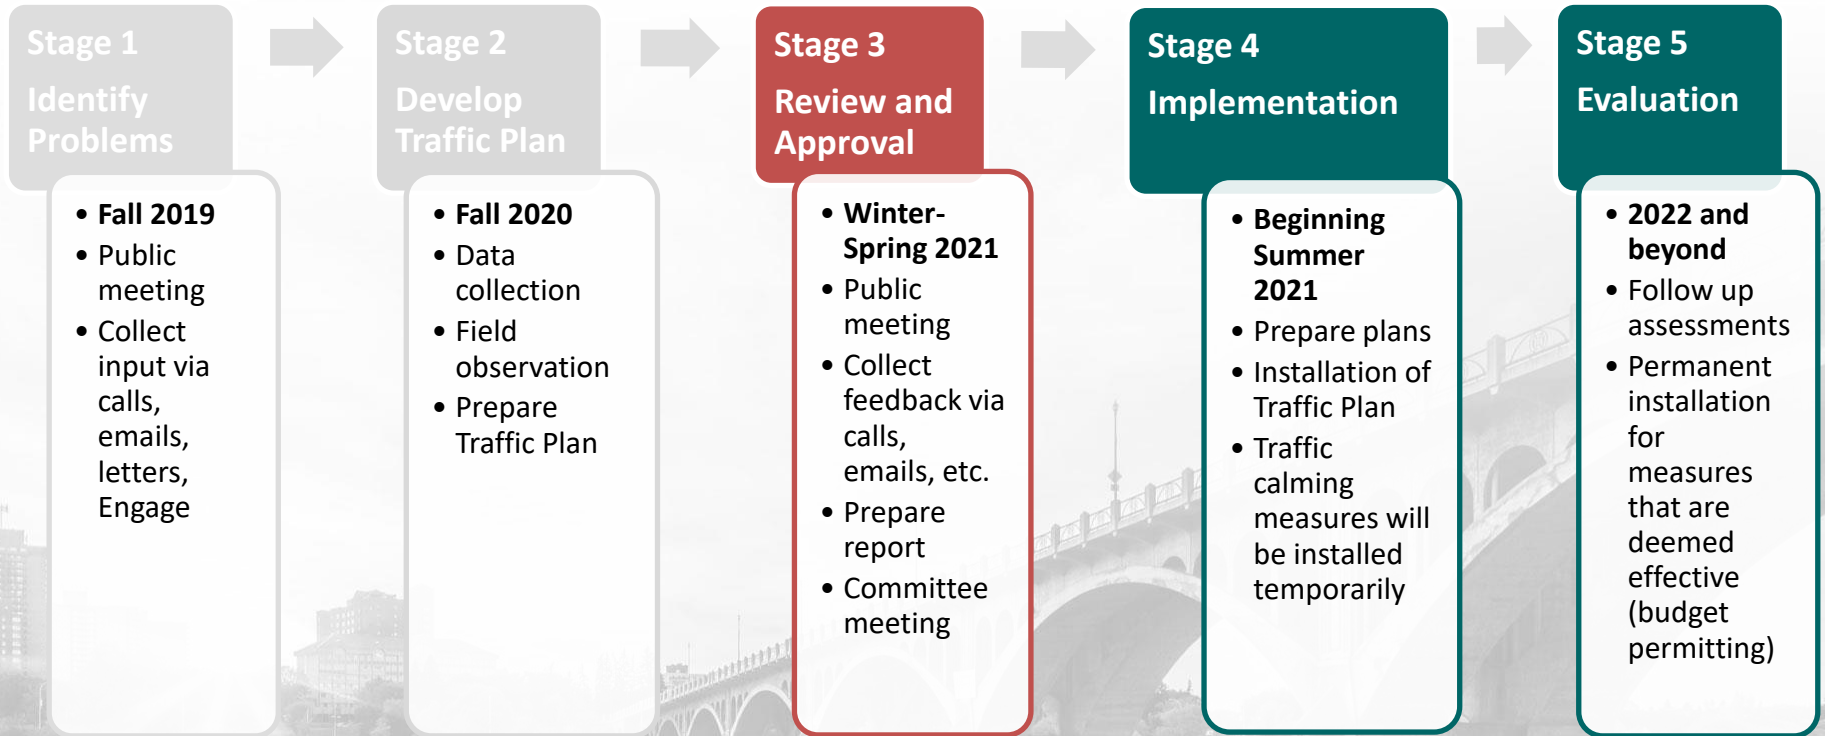 Stage 1
Identify
Problems
• Fall 2019
• Public
meeting
• Collect
input via
calls,
emails,
letters,
Engage
Stage 2
Develop
Traffic Plan
• Fall 2020
• Data
collection
• Field
observation
• Prepare
Traffic Plan
Stage 3
Review and
Approval
• Winter-
Spring 2021
• Public
meeting
• Collect
feedback via
calls,
emails, etc.
• Prepare
report
• Committee
meeting
Stage 4
Implementation
• Beginning
Summer
2021
• Prepare plans
• Installation of
Traffic Plan
• Traffic
calming
measures will
be installed
temporarily
Stage 5
Evaluation
• 2022 and
beyond
• Follow up
assessments
• Permanent
installation
for
measures
that are
deemed
effective
(budget
permitting)